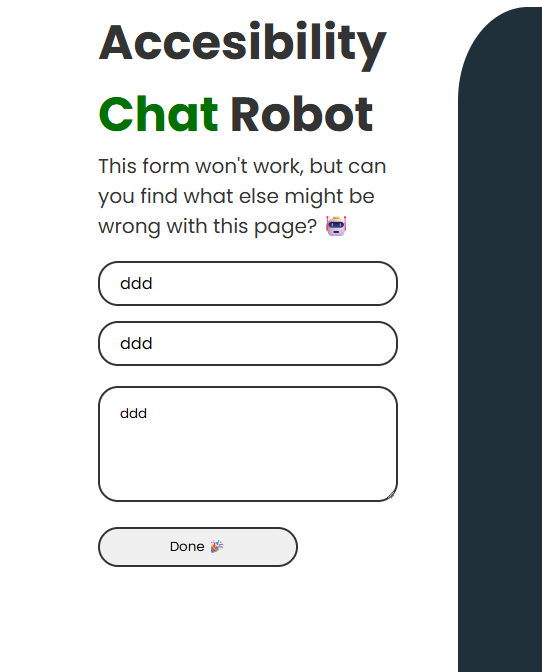 Accesibility
Chat Robot
This form won't work, but can
you find what else might be
wrong with this page? 🤖
ddd
ddd
ddd
Done 🎉